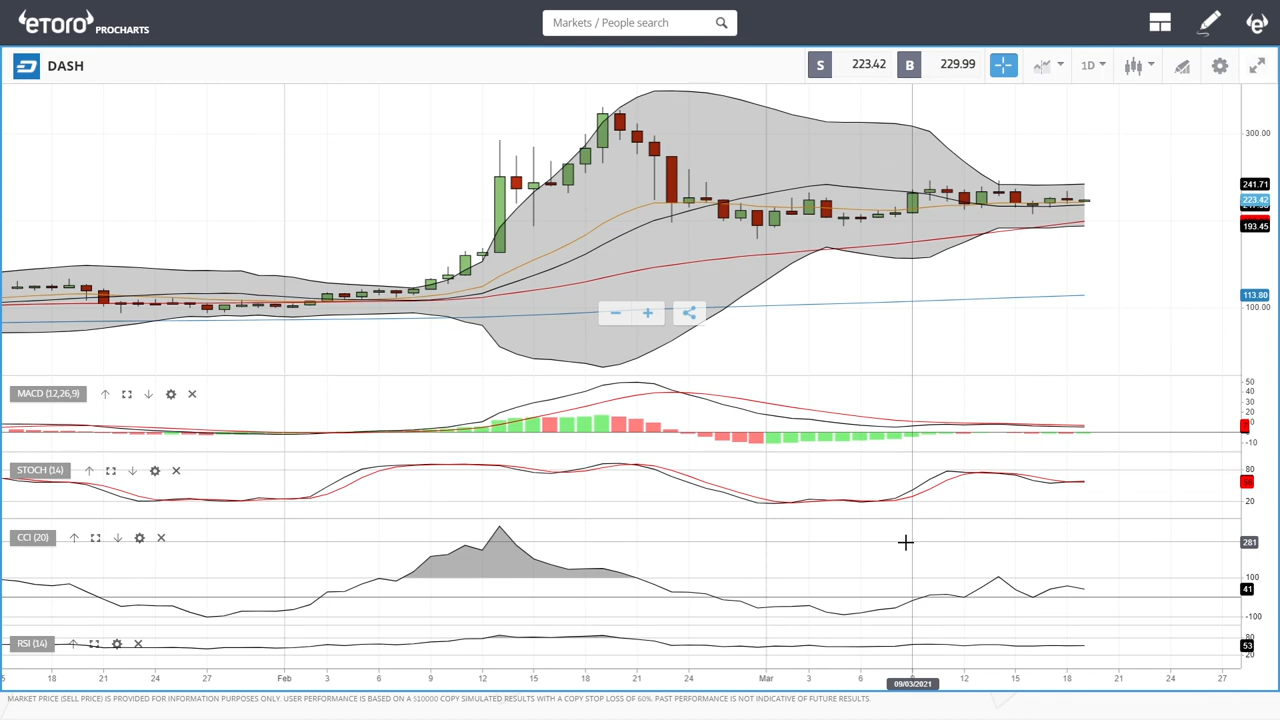 eToro PROCHARTS
Markets / People search
DASH
S 223.42 B 229.99
1D
300.00
241.71
223.42
193.45
113.80
100.00
MACD (12,26,9)
50
40
30
20
10
0
-10
STOCH (14)
80
20
CCI (20)
281
100
41
-100
RSI (14)
80
53
20
5 18 21 24 27 Feb 3 6 9 12 15 18 21 24 Mar 3 6 9 12 15 18 21 24 27
09/03/2021
MARKET PRICE (SELL PRICE) IS PROVIDED FOR INFORMATION PURPOSES ONLY. USER PERFORMANCE IS BASED ON A $10000 COPY SIMULATED RESULTS WITH A COPY STOP LOSS OF 60%. PAST PERFORMANCE IS NOT INDICATIVE OF FUTURE RESULTS.